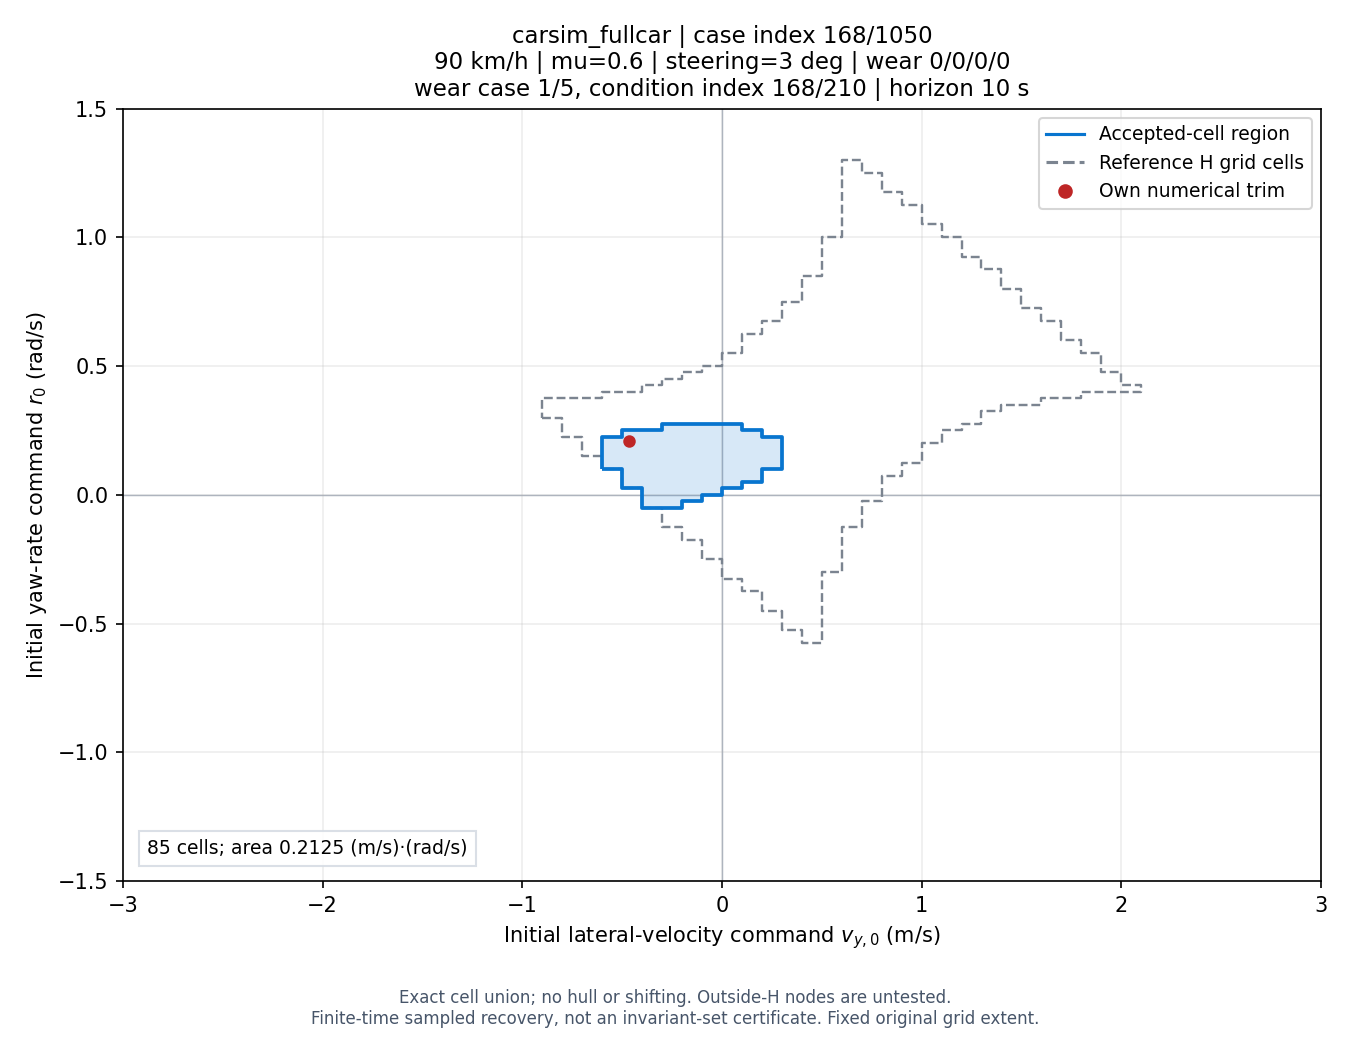 carsim_fullcar | case index 168/1050
90 km/h | mu=0.6 | steering=3 deg | wear 0/0/0/0
wear case 1/5, condition index 168/210 | horizon 10 s
Accepted-cell region
Reference H grid cells
Own numerical trim
1.5
1.0
0.5
0.0
−0.5
−1.0
−1.5
Initial yaw-rate command r₀ (rad/s)
85 cells; area 0.2125 (m/s)·(rad/s)
−3
−2
−1
0
1
2
3
Initial lateral-velocity command v_y,0 (m/s)
Exact cell union; no hull or shifting. Outside-H nodes are untested.
Finite-time sampled recovery, not an invariant-set certificate. Fixed original grid extent.